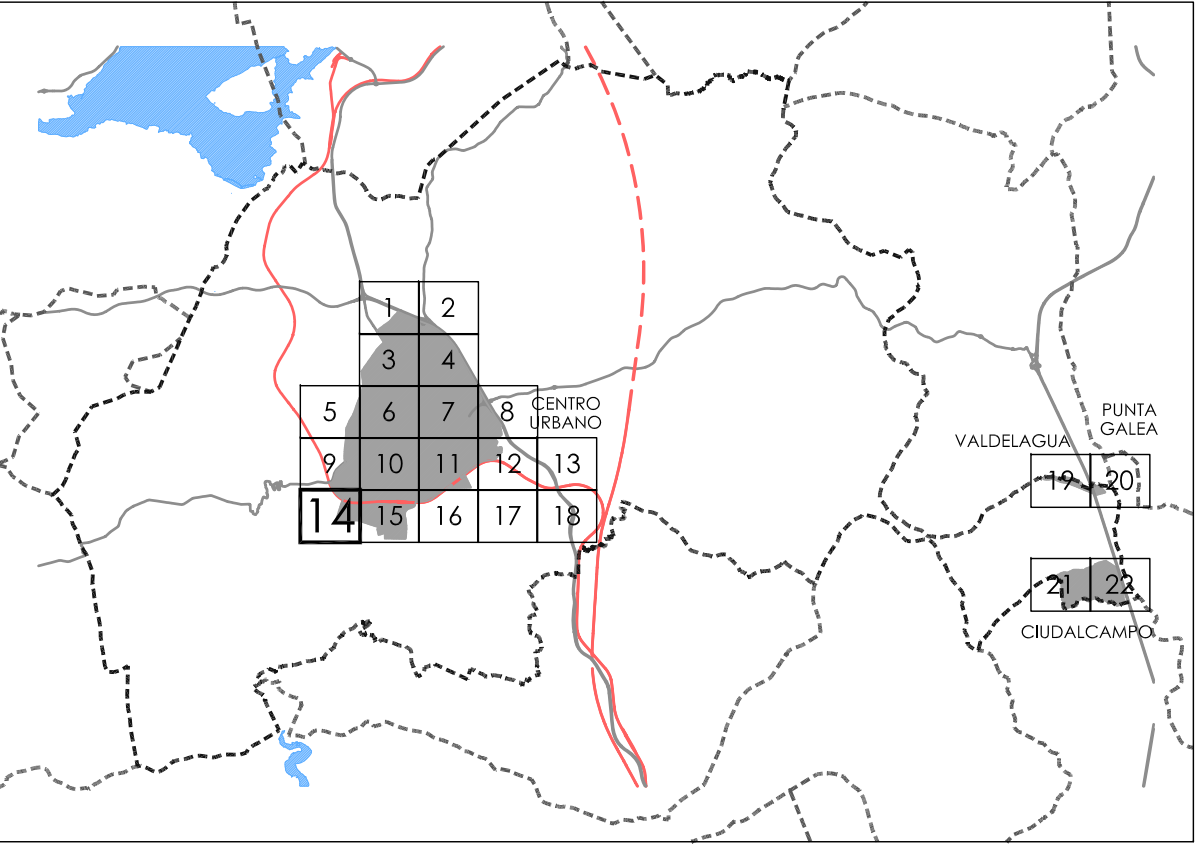 1 2
3 4
5 6 7 8 CENTRO
URBANO
PUNTA
GALEA
VALDELAGUA
9 10 11 12 13
19 20
14 15 16 17 18
21 22
CIUDALCAMPO